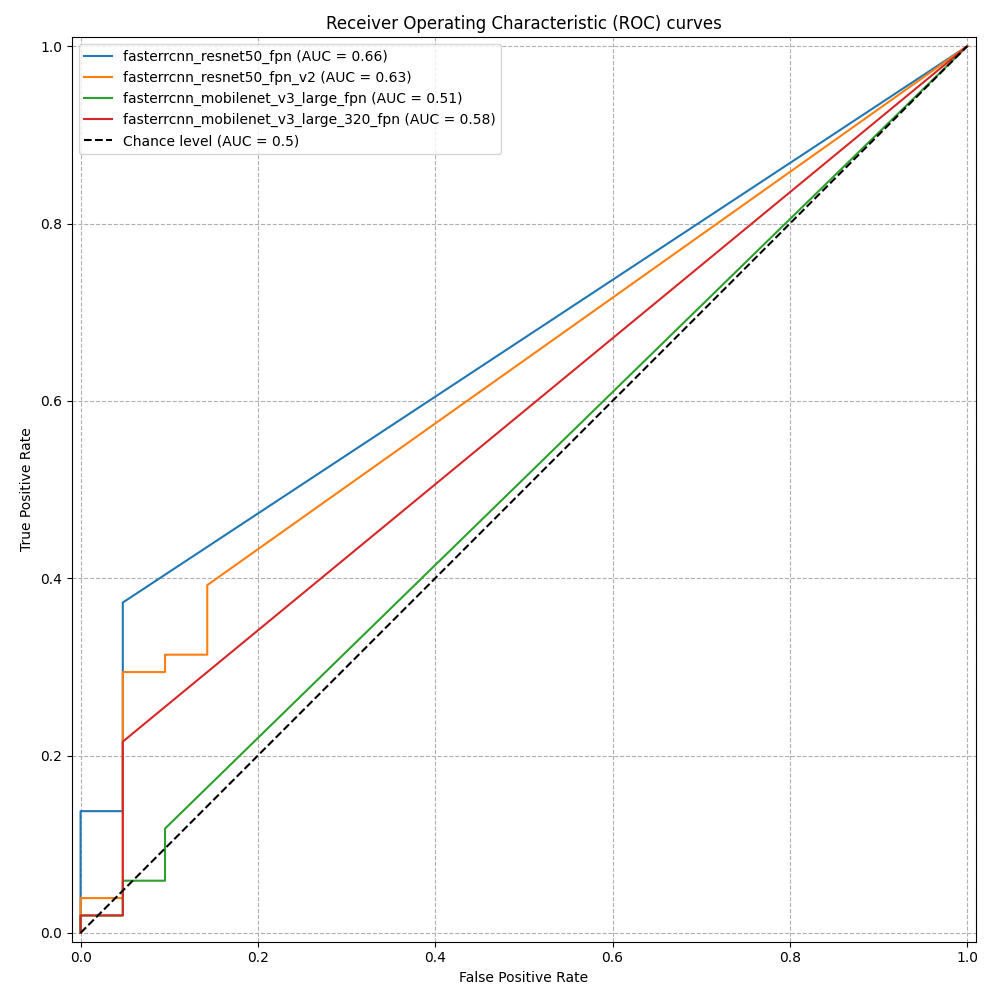 Receiver Operating Characteristic (ROC) curves
fasterrcnn_resnet50_fpn (AUC = 0.66)
fasterrcnn_resnet50_fpn_v2 (AUC = 0.63)
fasterrcnn_mobilenet_v3_large_fpn (AUC = 0.51)
fasterrcnn_mobilenet_v3_large_320_fpn (AUC = 0.58)
Chance level (AUC = 0.5)
1.0
0.8
0.6
0.4
0.2
0.0
True Positive Rate
0.0 0.2 0.4 0.6 0.8 1.0
False Positive Rate